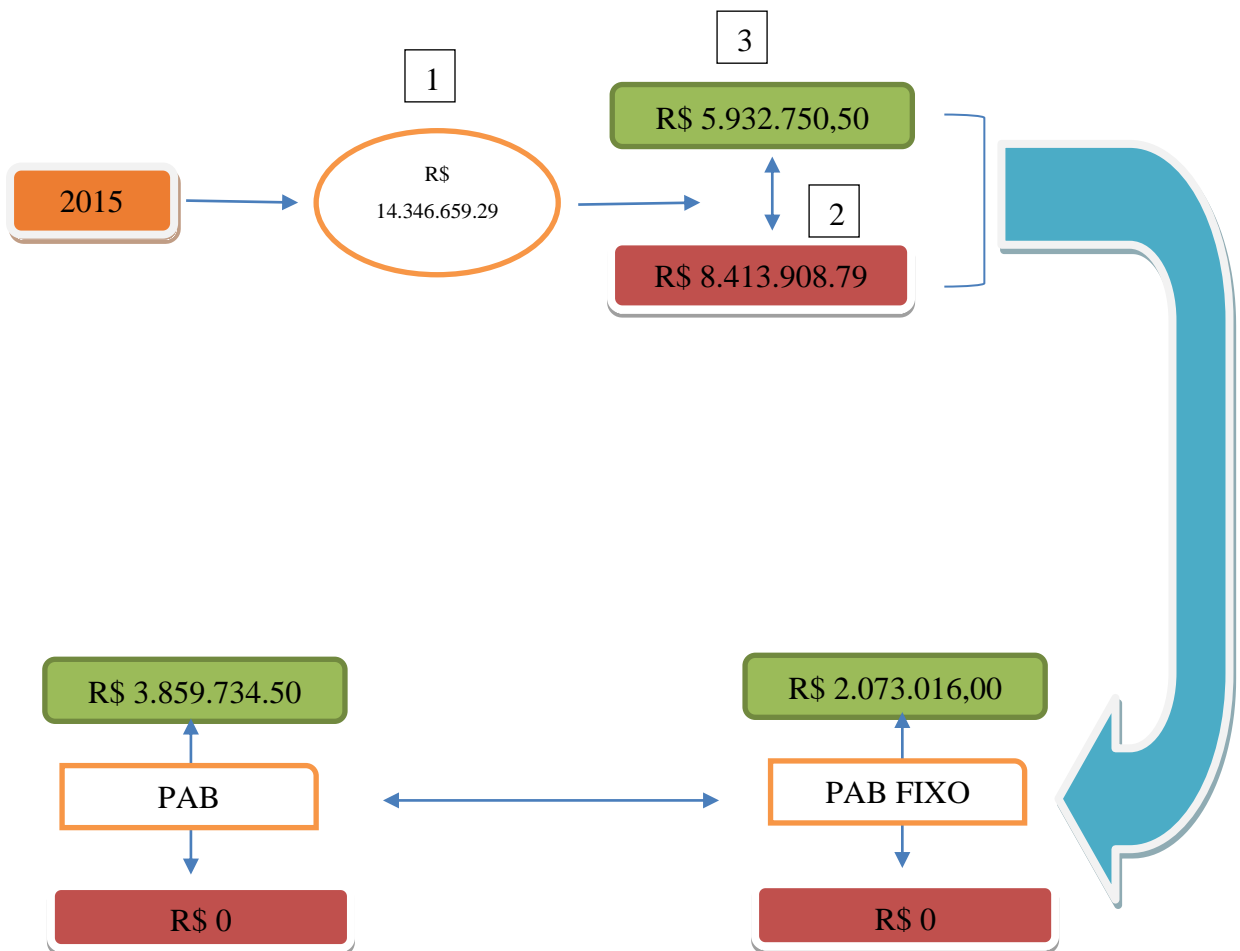 3
1
R$ 5.932.750,50
R$
14.346.659.29
2015
2
R$ 8.413.908.79
R$ 3.859.734.50
R$ 2.073.016,00
PAB
PAB FIXO
R$ 0
R$ 0